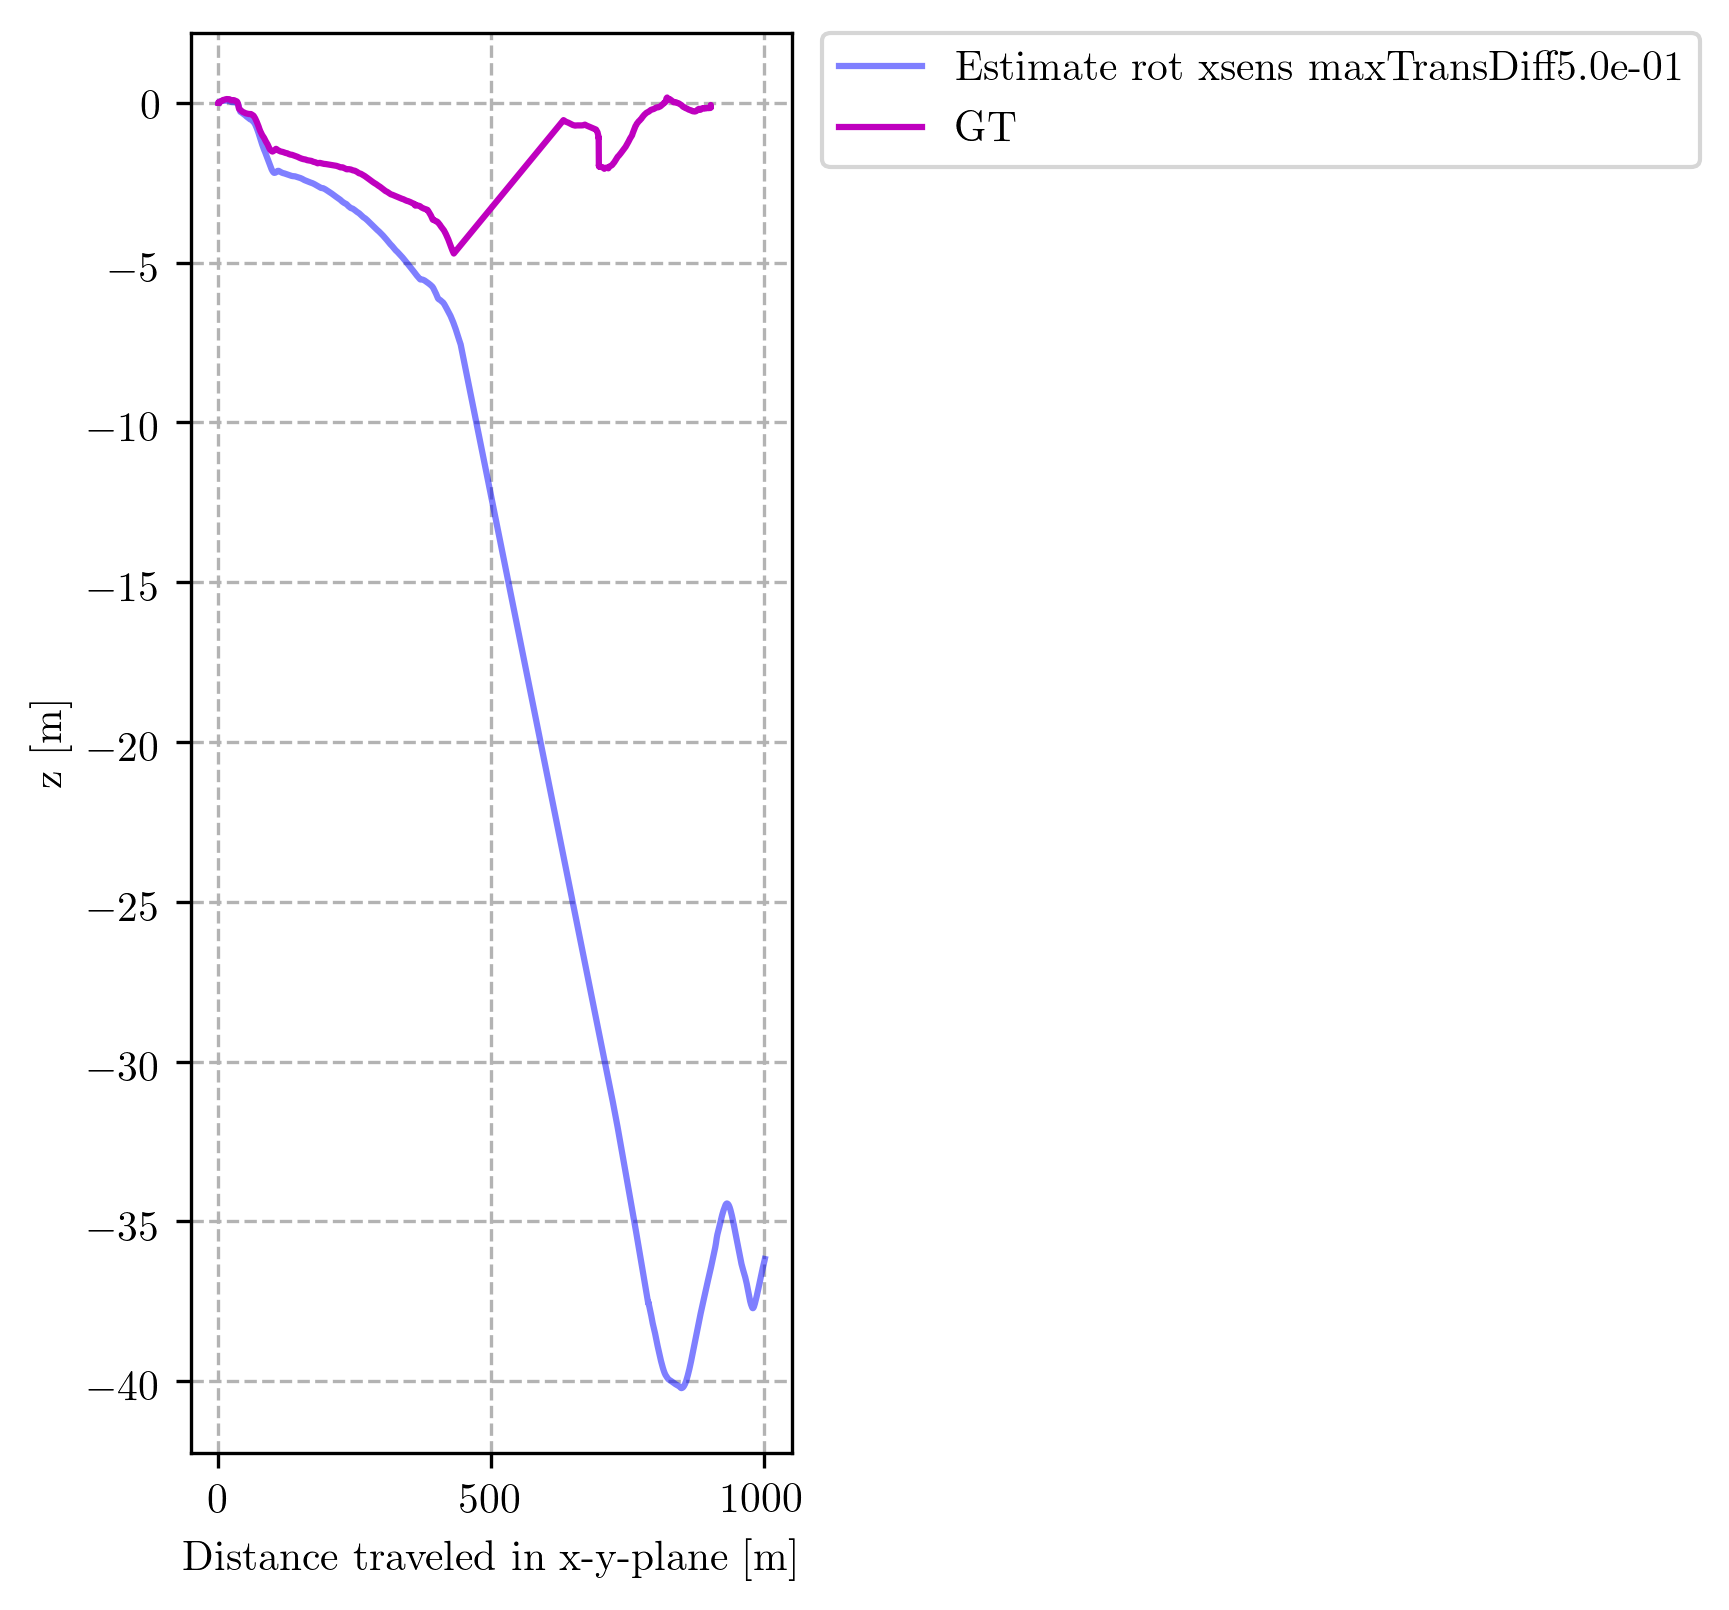 Estimate rot xsens maxTransDiff5.0e-01
GT
0
−5
−10
−15
−20
−25
−30
−35
−40
z [m]
0 500 1000
Distance traveled in x-y-plane [m]